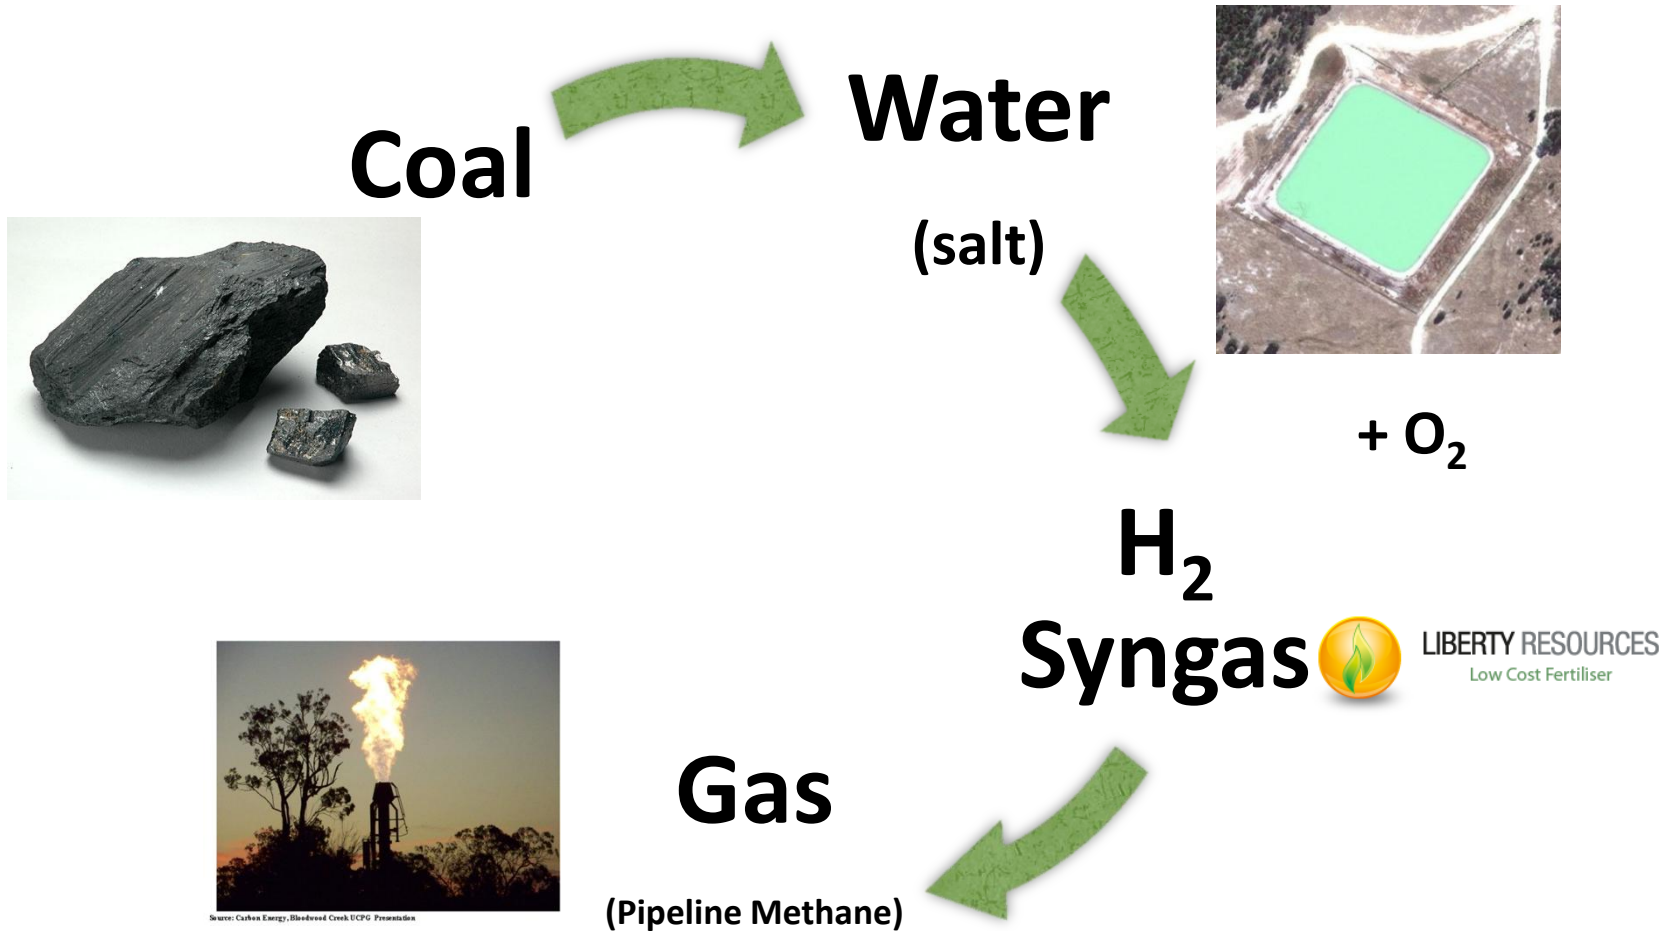 Coal
Water
(salt)
+ O₂
H₂
Syngas
LIBERTY RESOURCES
Low Cost Fertiliser
Gas
(Pipeline Methane)
Source: Carbon Energy, Bloodwood Creek UCPG Presentation